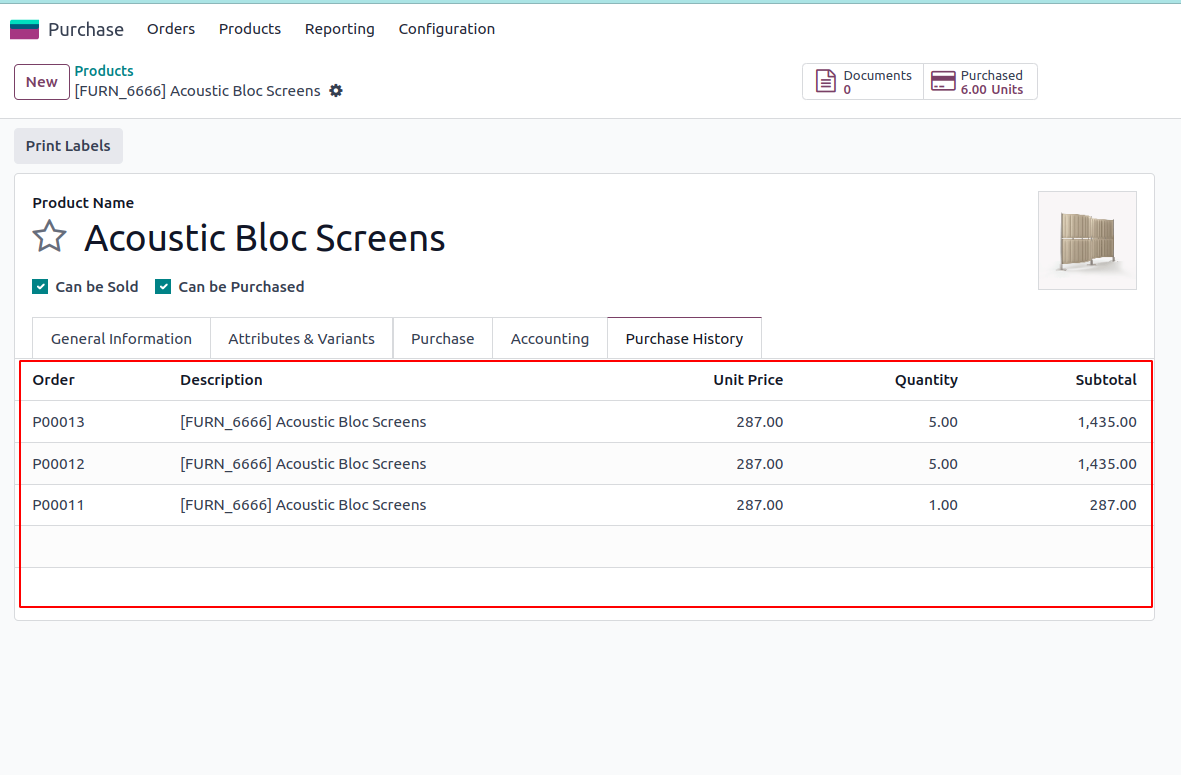 Purchase Orders Products Reporting Configuration
New
Products
[FURN_6666] Acoustic Bloc Screens
Documents
0
Purchased
6.00 Units
Print Labels
Product Name
Acoustic Bloc Screens
Can be Sold Can be Purchased
General Information Attributes & Variants Purchase Accounting Purchase History
Order Description Unit Price Quantity Subtotal
P00013 [FURN_6666] Acoustic Bloc Screens 287.00 5.00 1,435.00
P00012 [FURN_6666] Acoustic Bloc Screens 287.00 5.00 1,435.00
P00011 [FURN_6666] Acoustic Bloc Screens 287.00 1.00 287.00